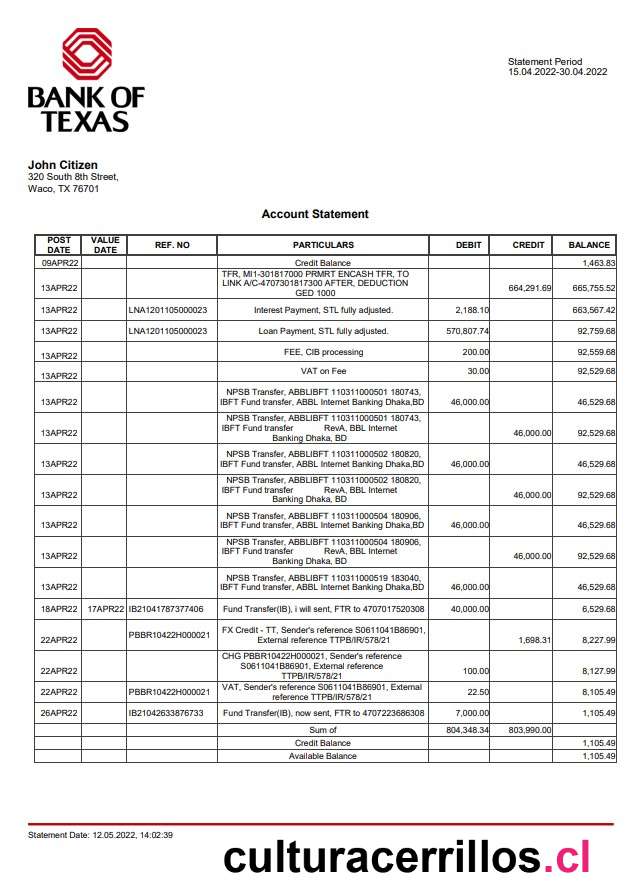 Statement Period
15.04.2022-30.04.2022
BANK OF
TEXAS
John Citizen
320 South 8th Street,
Waco, TX 76701
Account Statement
POST DATE VALUE DATE REF. NO PARTICULARS DEBIT CREDIT BALANCE
09APR22 Credit Balance 1,463.83
13APR22 TFR, MI1-301817000 PRMRT ENCASH TFR, TO
LINK A/C-4707301817300 AFTER, DEDUCTION
GED 1000 664,291.69 665,755.52
13APR22 LNA1201105000023 Interest Payment, STL fully adjusted. 2,188.10 663,567.42
13APR22 LNA1201105000023 Loan Payment, STL fully adjusted. 570,807.74 92,759.68
13APR22 FEE, CIB processing 200.00 92,559.68
13APR22 VAT on Fee 30.00 92,529.68
13APR22 NPSB Transfer, ABBLIBFT 110311000501 180743,
IBFT Fund transfer, ABBL Internet Banking Dhaka,BD 46,000.00 46,529.68
13APR22 NPSB Transfer, ABBLIBFT 110311000501 180743,
IBFT Fund transfer RevA, BBL Internet
Banking Dhaka, BD 46,000.00 92,529.68
13APR22 NPSB Transfer, ABBLIBFT 110311000502 180820,
IBFT Fund transfer, ABBL Internet Banking Dhaka,BD 46,000.00 46,529.68
13APR22 NPSB Transfer, ABBLIBFT 110311000502 180820,
IBFT Fund transfer RevA, BBL Internet
Banking Dhaka, BD 46,000.00 92,529.68
13APR22 NPSB Transfer, ABBLIBFT 110311000504 180906,
IBFT Fund transfer, ABBL Internet Banking Dhaka,BD 46,000.00 46,529.68
13APR22 NPSB Transfer, ABBLIBFT 110311000504 180906,
IBFT Fund transfer RevA, BBL Internet
Banking Dhaka, BD 46,000.00 92,529.68
13APR22 NPSB Transfer, ABBLIBFT 110311000519 183040,
IBFT Fund transfer, ABBL Internet Banking Dhaka,BD 46,000.00 46,529.68
18APR22 17APR22 IB21041787377406 Fund Transfer(IB), i will sent, FTR to 4707017520308 40,000.00 6,529.68
22APR22 PBBR10422H000021 FX Credit - TT, Sender's reference S0611041B86901,
External reference TTPB/IR/578/21 1,698.31 8,227.99
22APR22 CHG PBBR10422H000021, Sender's reference
S0611041B86901, External reference
TTPB/IR/578/21 100.00 8,127.99
22APR22 PBBR10422H000021 VAT, Sender's reference S0611041B86901, External
reference TTPB/IR/578/21 22.50 8,105.49
26APR22 IB21042633876733 Fund Transfer(IB), now sent, FTR to 4707223686308 7,000.00 1,105.49
Sum of 804,348.34 803,990.00
Credit Balance 1,105.49
Available Balance 1,105.49
Statement Date: 12.05.2022, 14:02:39
culturacerrillos.cl